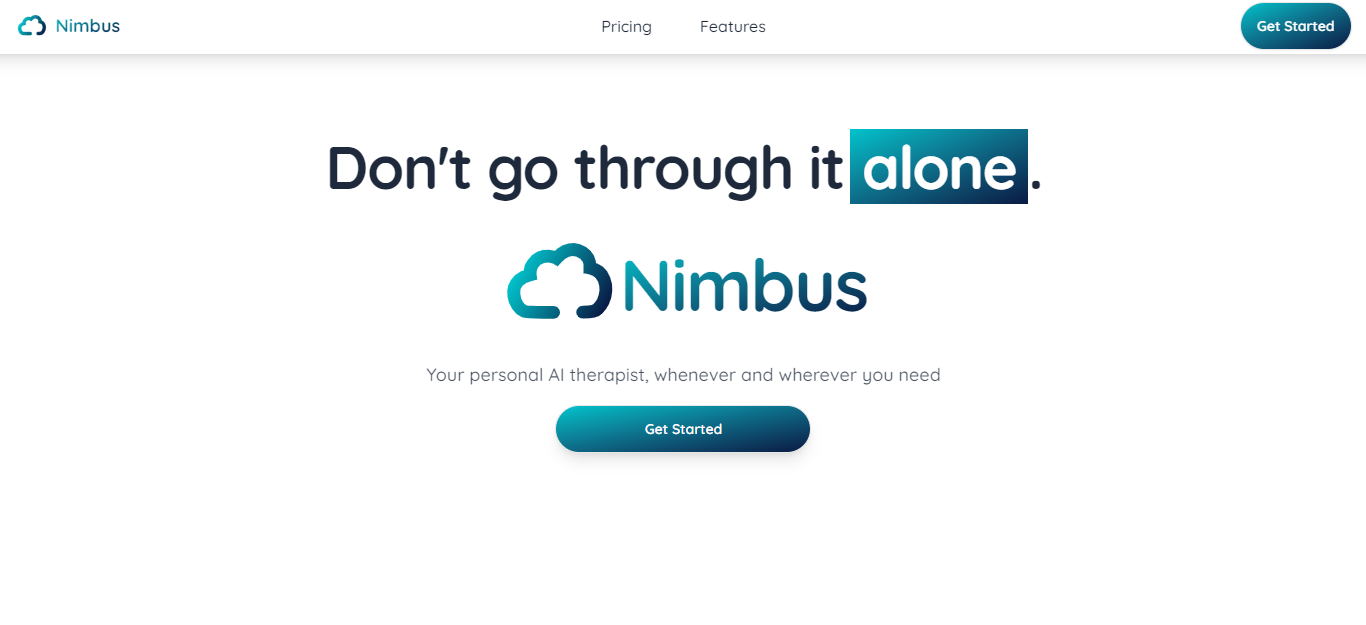 Nimbus
Pricing
Features
Get Started
Don't go through it alone.
Nimbus
Your personal AI therapist, whenever and wherever you need
Get Started